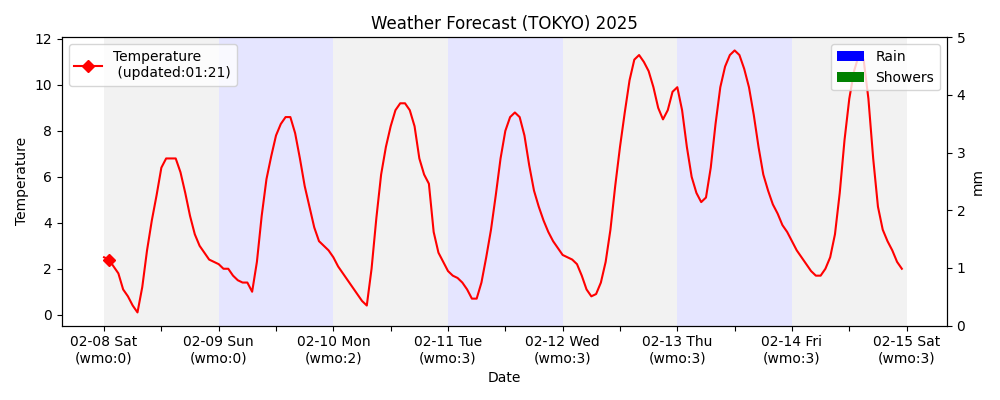 Weather Forecast (TOKYO) 2025
Temperature
(updated:01:21)
Rain
Showers
12
10
8
6
4
2
0
Temperature
5
4
3
2
1
0
mm
02-08 Sat
(wmo:0)
02-09 Sun
(wmo:0)
02-10 Mon
(wmo:2)
02-11 Tue
(wmo:3)
02-12 Wed
(wmo:3)
02-13 Thu
(wmo:3)
02-14 Fri
(wmo:3)
02-15 Sat
(wmo:3)
Date